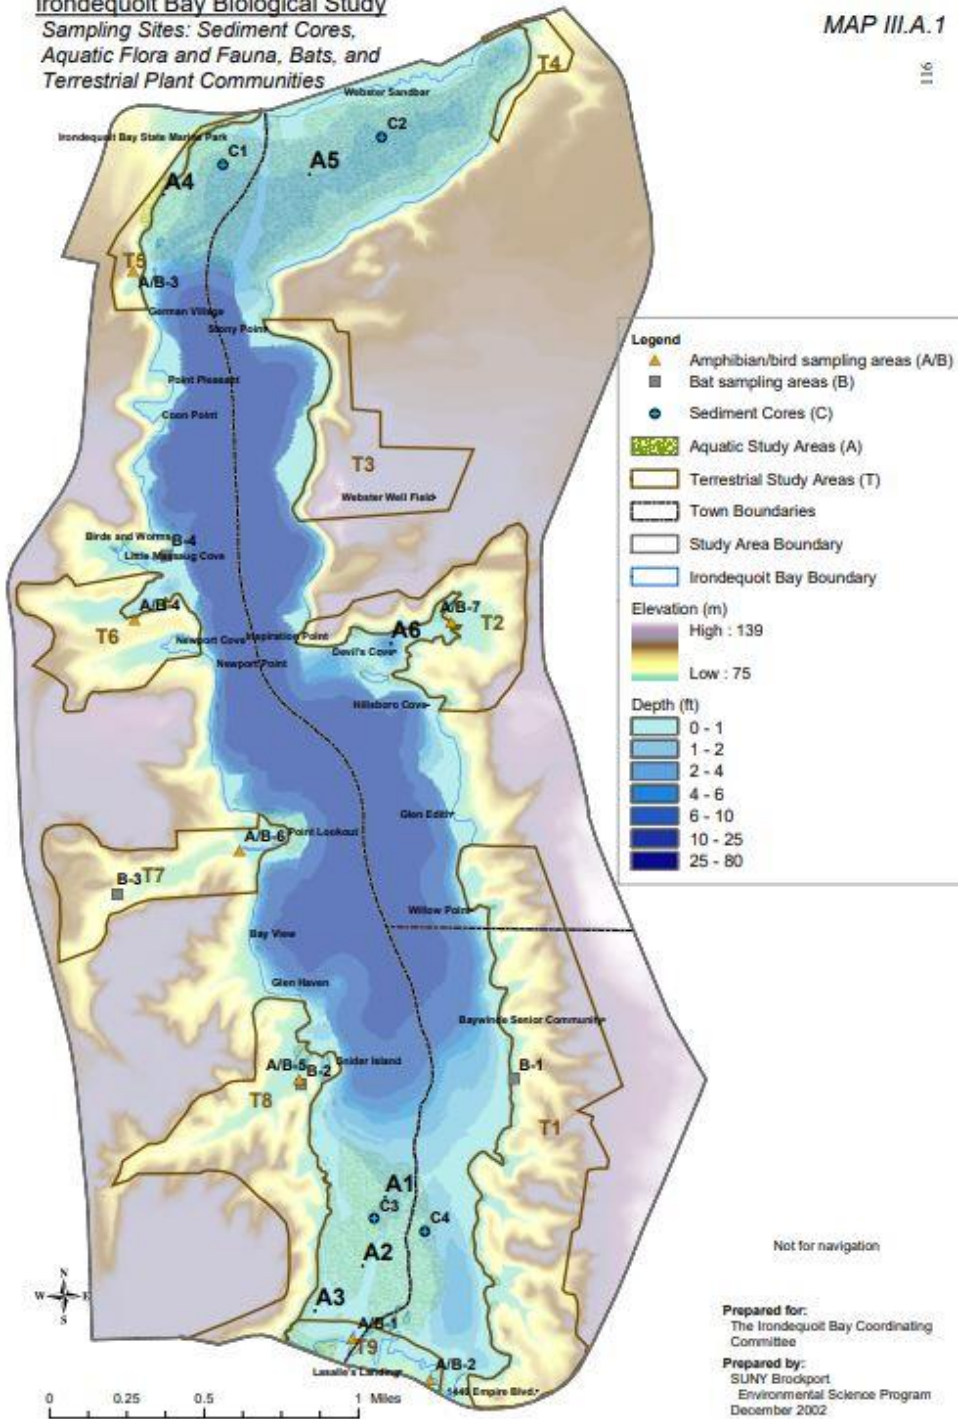 Irondequoit Bay Biological Study
Sampling Sites: Sediment Cores,
Aquatic Flora and Fauna, Bats, and
Terrestrial Plant Communities
MAP III.A.1
116
T4
Webster Sandbar
C2
Irondequoit Bay State Marine Park
C1
A5
A4
T5
A/B-3
German Village
Stony Point
Point Pleasant
Coon Point
T3
Webster Well Field
Birds and Worms
B-4
Little Massaug Cove
A/B-4
A/B-7
T6
A6
T2
Newport Cove
Inspiration Point
Devil's Cove
Newport Point
Hillsboro Cove
Glen Edith
A/B-6
Point Lookout
B-3
T7
Willow Point
Bay View
Glen Haven
Baywinde Senior Community
Snider Island
A/B-5
B-2
B-1
T8
T1
A1
C3
C4
A2
A3
A/B-1
T9
Lasalle's Landing
A/B-2
1440 Empire Blvd.
Legend
Amphibian/bird sampling areas (A/B)
Bat sampling areas (B)
Sediment Cores (C)
Aquatic Study Areas (A)
Terrestrial Study Areas (T)
Town Boundaries
Study Area Boundary
Irondequoit Bay Boundary
Elevation (m)
High : 139
Low : 75
Depth (ft)
0 - 1
1 - 2
2 - 4
4 - 6
6 - 10
10 - 25
25 - 80
Not for navigation
Prepared for:
The Irondequoit Bay Coordinating
Committee
Prepared by:
SUNY Brockport
Environmental Science Program
December 2002
N
W E
S
0 0.25 0.5 1 Miles